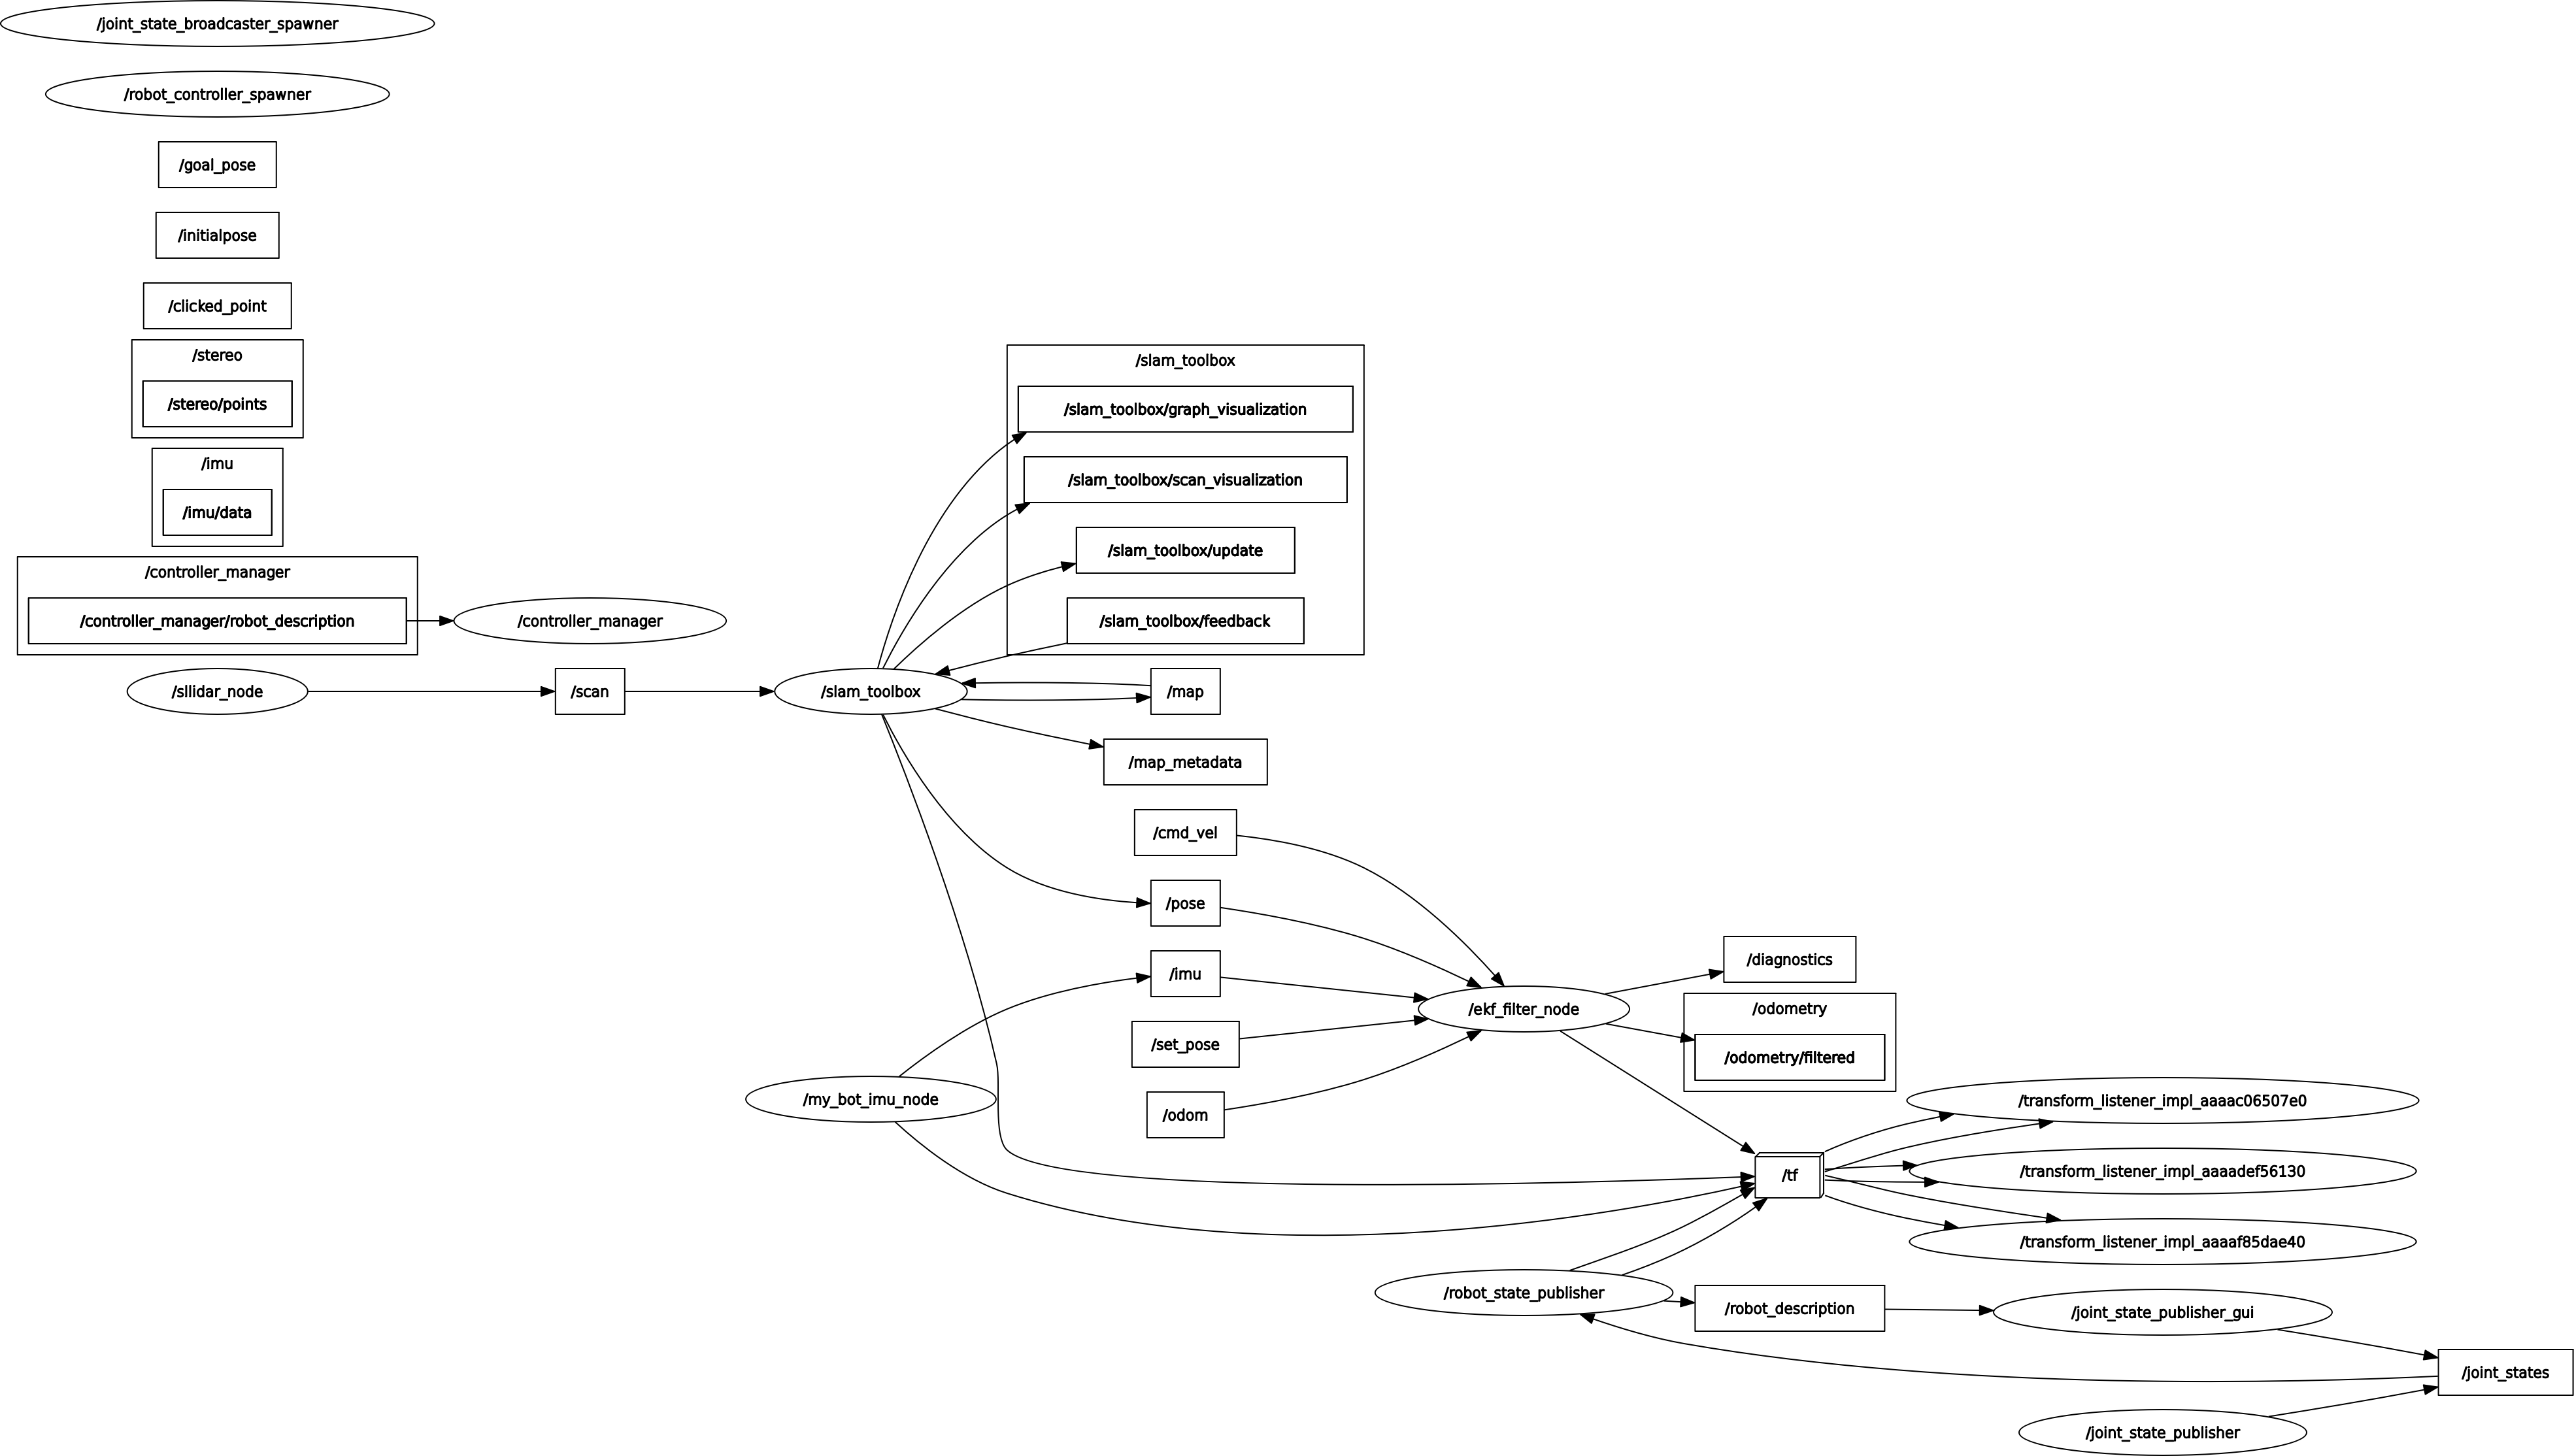 /joint_state_broadcaster_spawner
/robot_controller_spawner
/goal_pose
/initialpose
/clicked_point
/stereo
/stereo/points
/imu
/imu/data
/controller_manager
/controller_manager/robot_description
/controller_manager
/sllidar_node
/scan
/slam_toolbox
/slam_toolbox
/slam_toolbox/graph_visualization
/slam_toolbox/scan_visualization
/slam_toolbox/update
/slam_toolbox/feedback
/map
/map_metadata
/cmd_vel
/pose
/imu
/set_pose
/odom
/my_bot_imu_node
/ekf_filter_node
/diagnostics
/odometry
/odometry/filtered
/tf
/transform_listener_impl_aaaac06507e0
/transform_listener_impl_aaaadef56130
/transform_listener_impl_aaaaf85dae40
/robot_state_publisher
/robot_description
/joint_state_publisher_gui
/joint_states
/joint_state_publisher